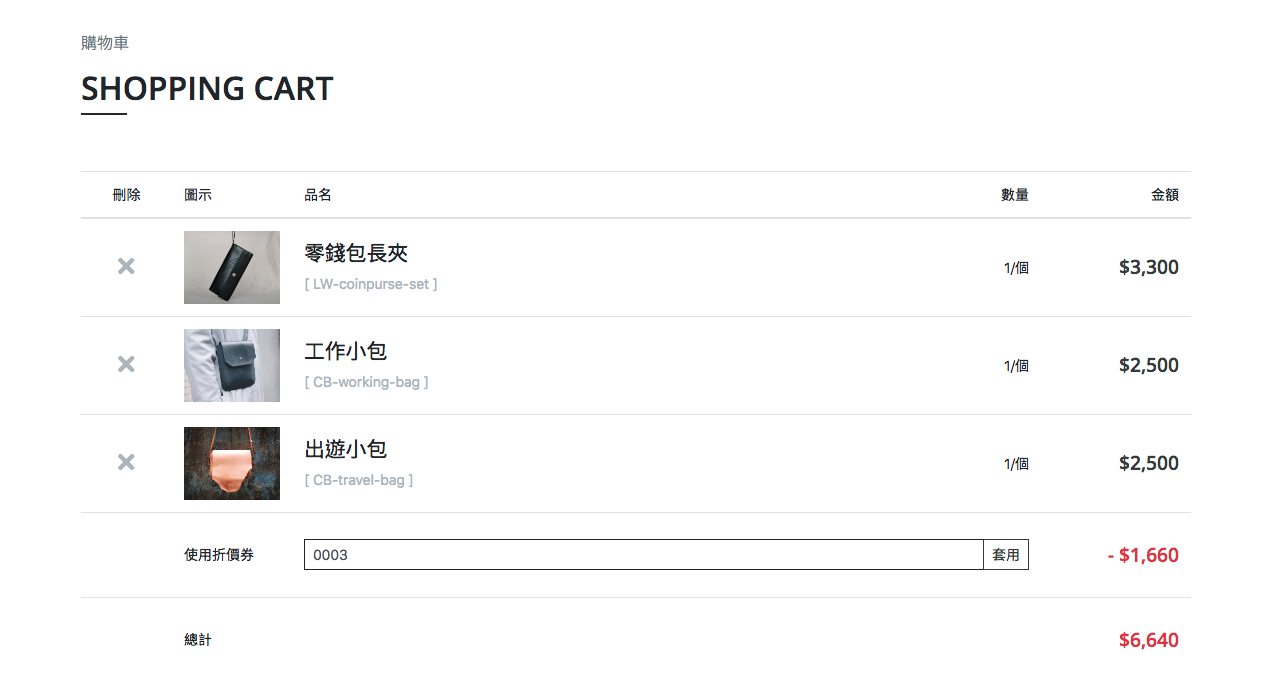 購物車
SHOPPING CART
刪除 圖示 品名 數量 金額
零錢包長夾
[ LW-coinpurse-set ]
1/個 $3,300
工作小包
[ CB-working-bag ]
1/個 $2,500
出遊小包
[ CB-travel-bag ]
1/個 $2,500
使用折價券 0003 套用 - $1,660
總計 $6,640